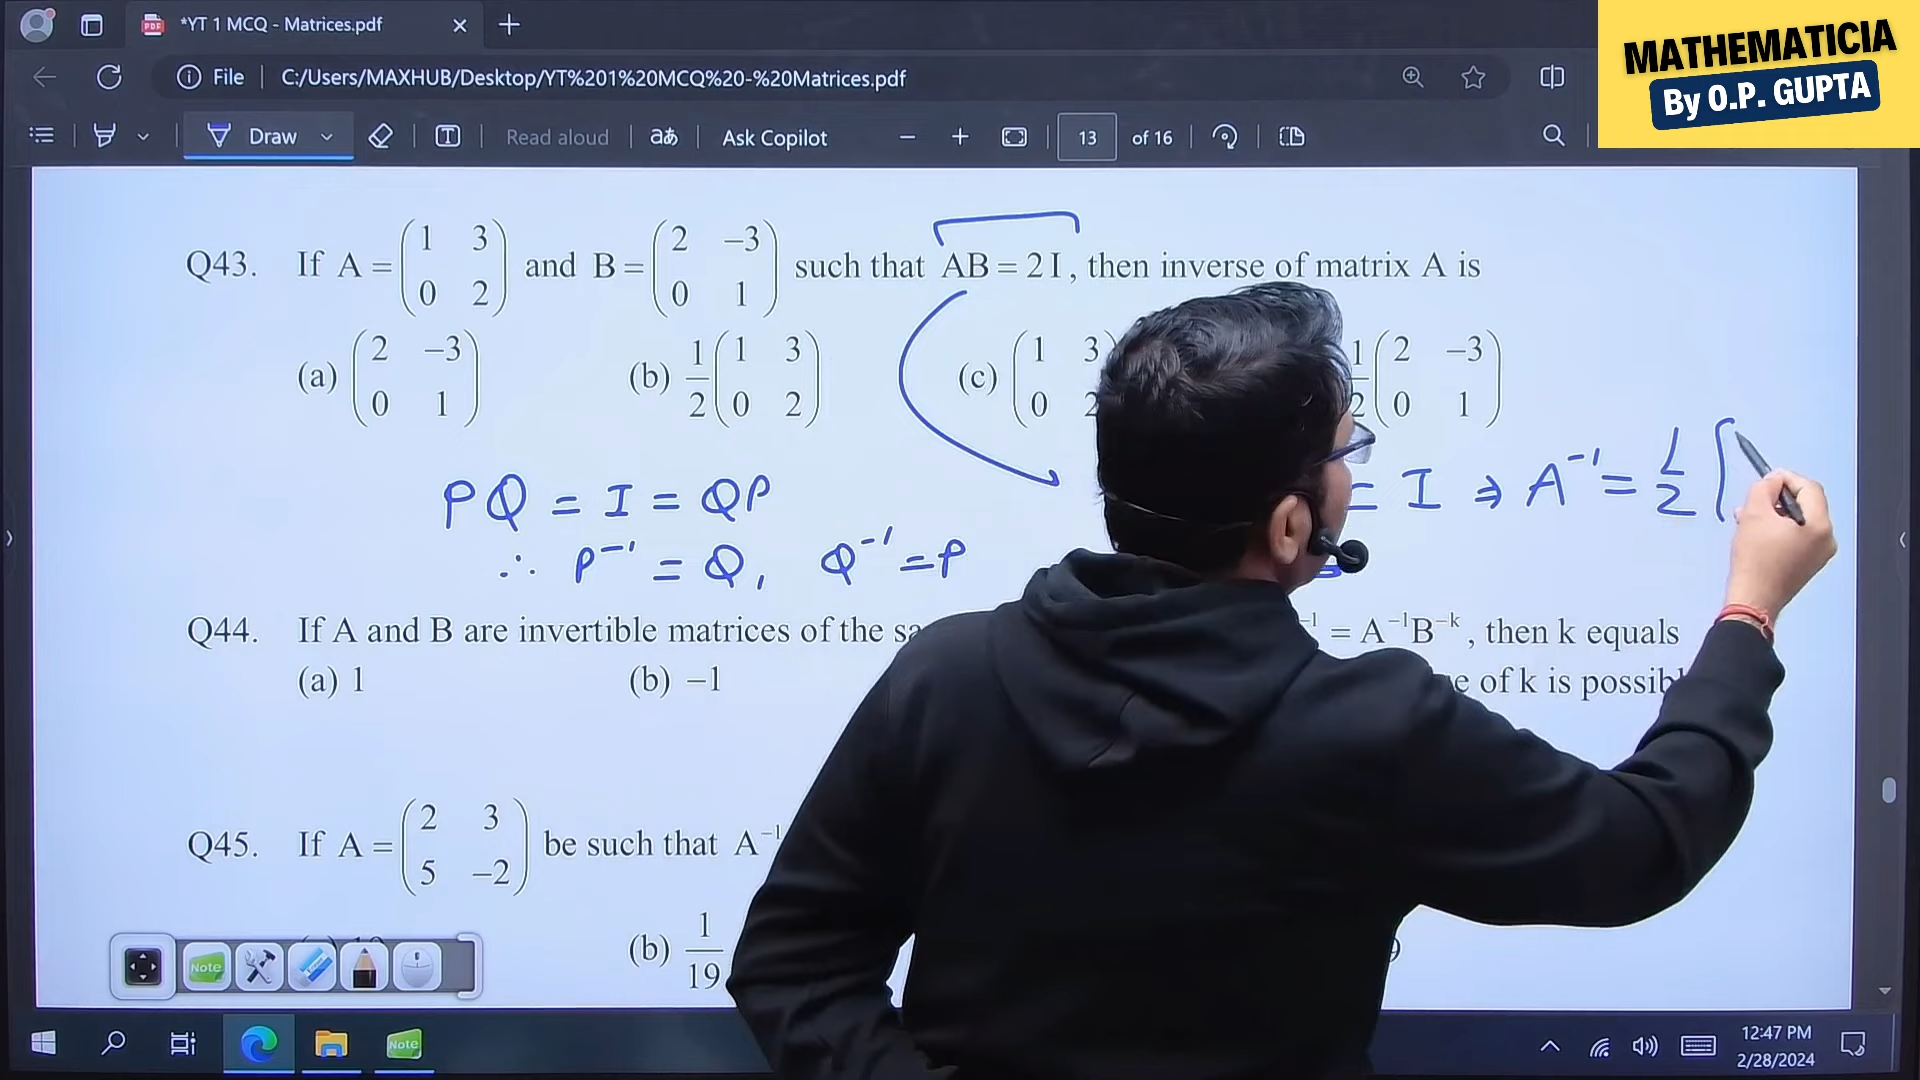 *YT 1 MCQ - Matrices.pdf
MATHEMATICIA
By O.P. GUPTA
File C:/Users/MAXHUB/Desktop/YT%201%20MCQ%20-%20Matrices.pdf
Draw Read aloud aあ Ask Copilot 13 of 16
Q43. If A = (1 3 0 2) and B = (2 −3 0 1) such that AB = 2I, then inverse of matrix A is
(a) (2 −3 0 1) (b) 1/2 (1 3 0 2) (c) (1 3 0 2 1/2 (2 −3 0 1)
PQ = I = QP = I ⇒ A⁻¹ = 1/2
∴ P⁻¹ = Q, Q⁻¹ = P
Q44. If A and B are invertible matrices of the = A⁻¹B⁻ᵏ, then k equals
(a) 1 (b) −1 of k is
Q45. If A = (2 3 5 −2) be such that A⁻¹
(b) 1/19
Note
Note
12:47 PM
2/28/2024